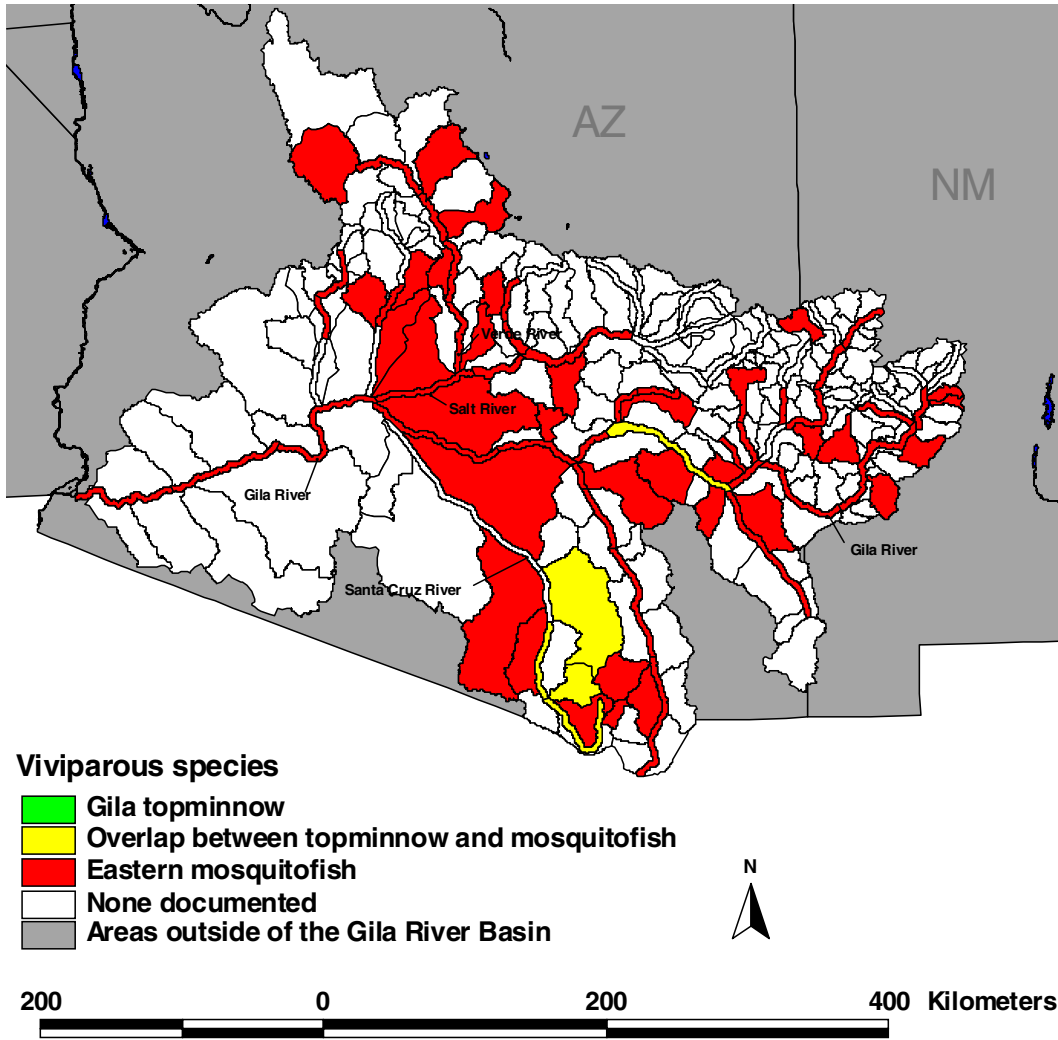 AZ
NM
Verde River
Salt River
Gila River
Gila River
Santa Cruz River
Viviparous species
Gila topminnow
Overlap between topminnow and mosquitofish
Eastern mosquitofish
None documented
Areas outside of the Gila River Basin
N
200 0 200 400 Kilometers